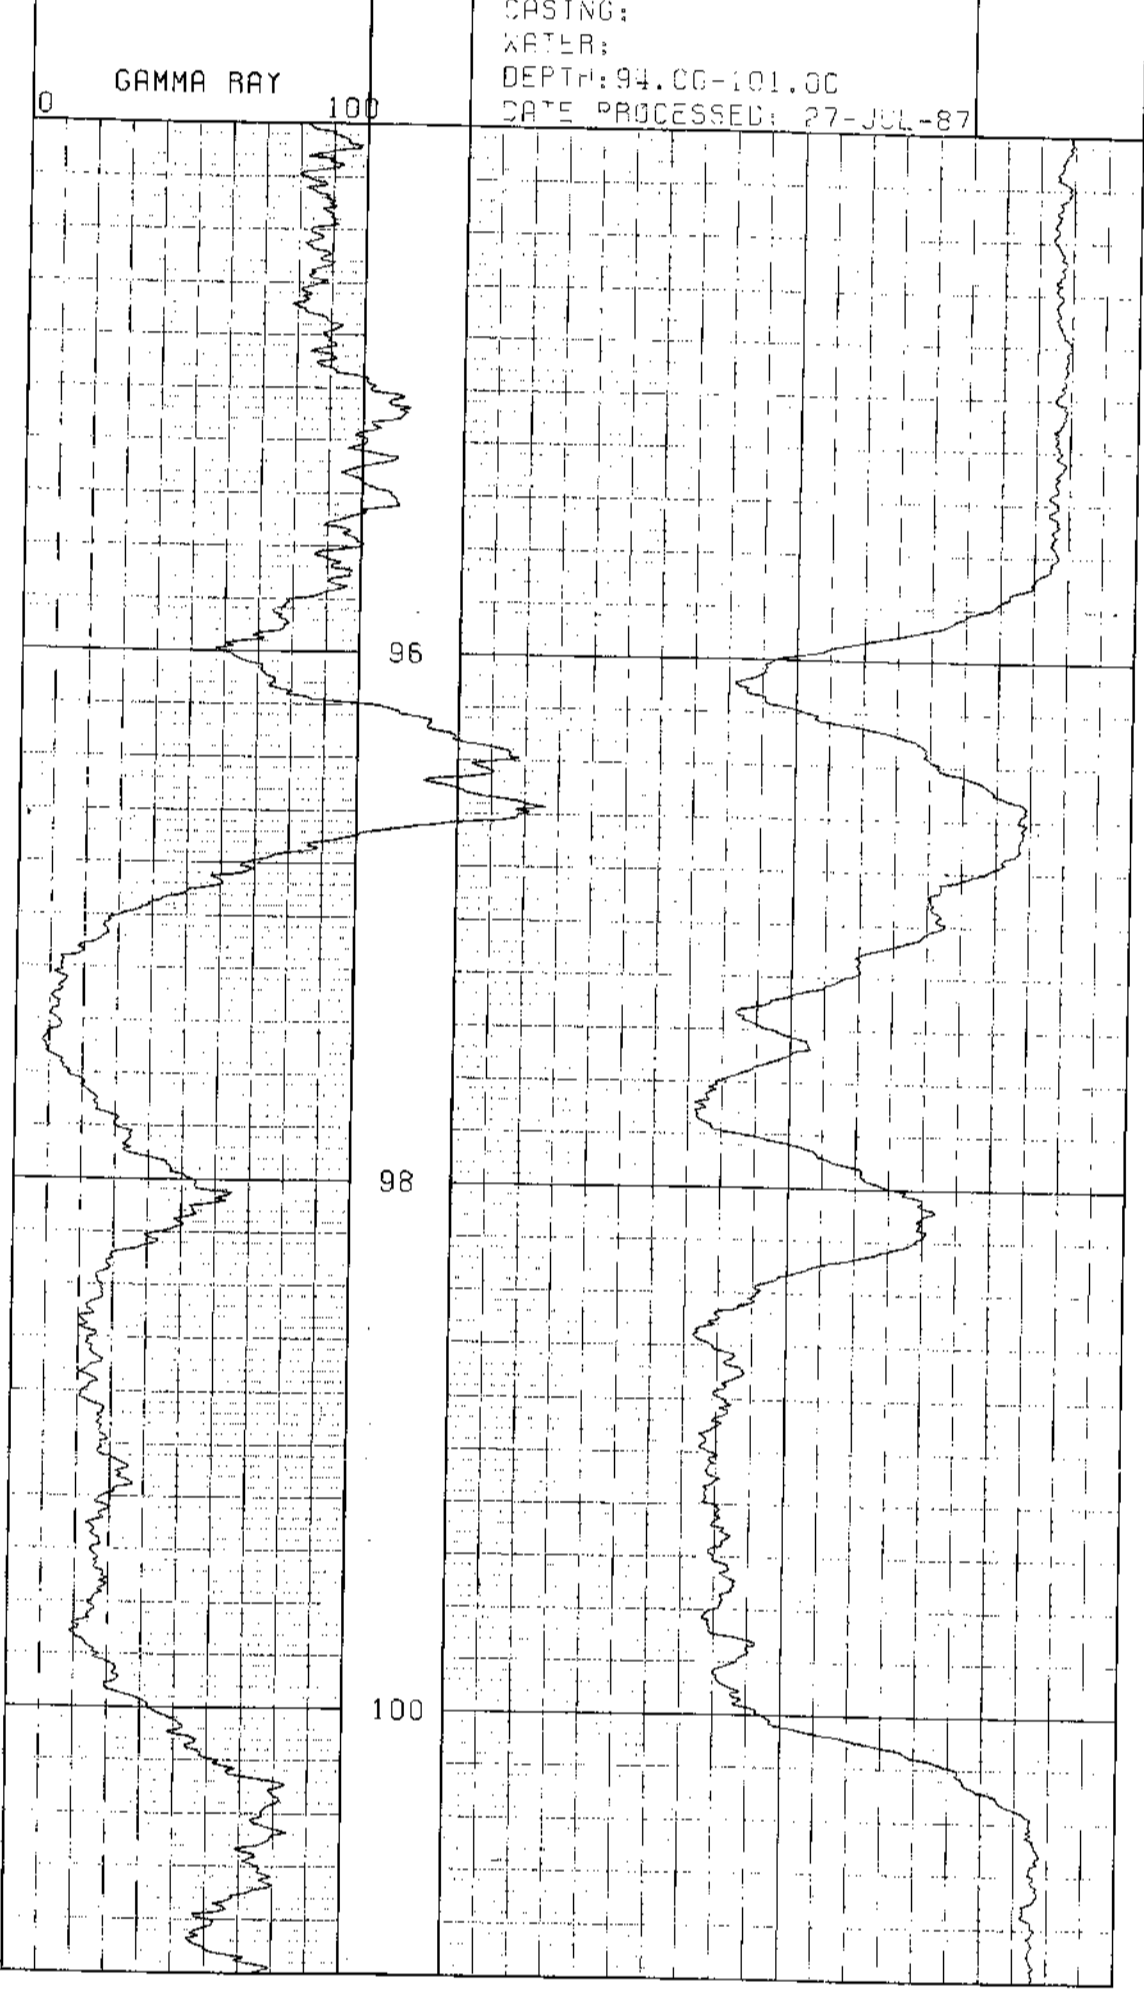 CASING:
WATER:
DEPTH: 94.00-101.00
DATE PROCESSED: 27-JUL-87
GAMMA RAY
0 100
96
98
100